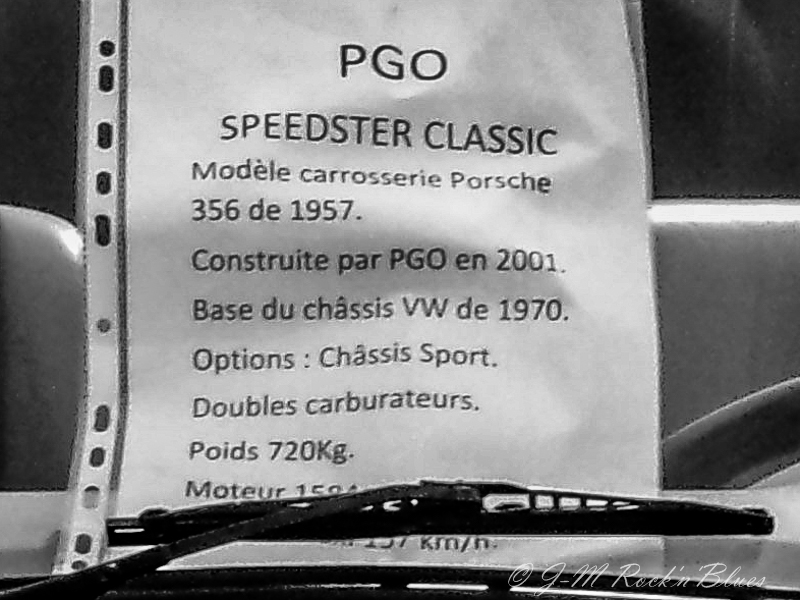 PGO
SPEEDSTER CLASSIC
Modèle carrosserie Porsche
356 de 1957.
Construite par PGO en 2001.
Base du châssis VW de 1970.
Options : Châssis Sport.
Doubles carburateurs.
Poids 720Kg.
Moteur
km/h.
© J-M Rock'n'Blues